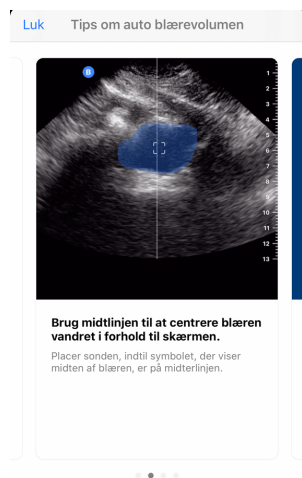 Luk Tips om auto blærevolumen
B
1
2
3
4
5
6
7
8
9
10
11
12
13
Brug midtlinjen til at centrere blæren
vandret i forhold til skærmen.
Placer sonden, indtil symbolet, der viser
midten af blæren, er på midterlinjen.